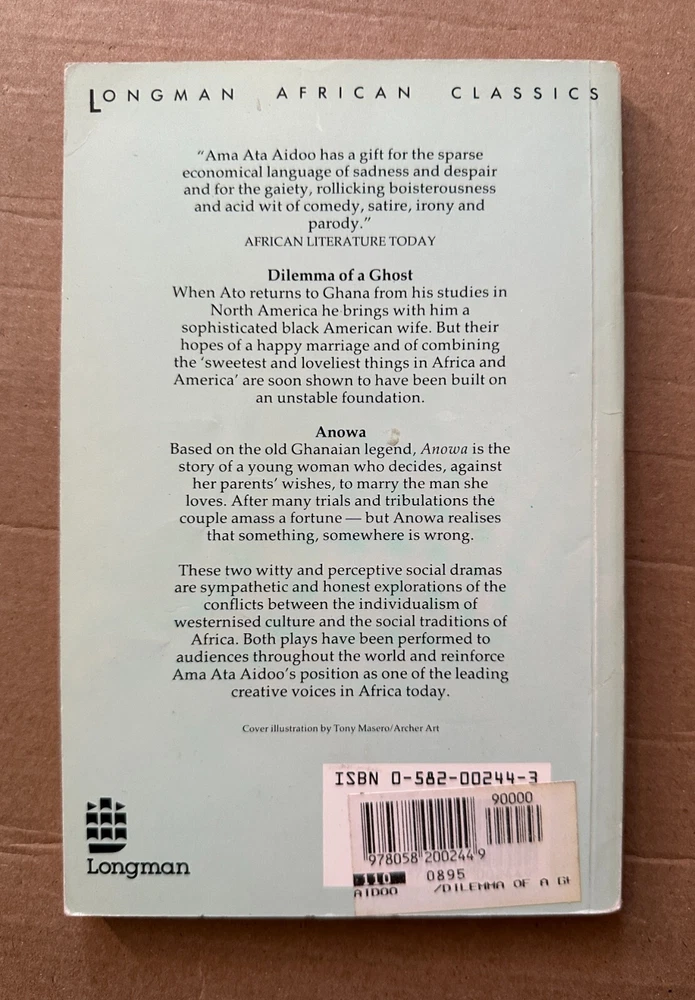 LONGMAN AFRICAN CLASSICS
“Ama Ata Aidoo has a gift for the sparse
economical language of sadness and despair
and for the gaiety, rollicking boisterousness
and acid wit of comedy, satire, irony and
parody.”
AFRICAN LITERATURE TODAY
Dilemma of a Ghost
When Ato returns to Ghana from his studies in
North America he brings with him a
sophisticated black American wife. But their
hopes of a happy marriage and of combining
the ‘sweetest and loveliest things in Africa and
America’ are soon shown to have been built on
an unstable foundation.
Anowa
Based on the old Ghanaian legend, Anowa is the
story of a young woman who decides, against
her parents’ wishes, to marry the man she
loves. After many trials and tribulations the
couple amass a fortune — but Anowa realises
that something, somewhere is wrong.
These two witty and perceptive social dramas
are sympathetic and honest explorations of the
conflicts between the individualism of
westernised culture and the social traditions of
Africa. Both plays have been performed to
audiences throughout the world and reinforce
Ama Ata Aidoo’s position as one of the leading
creative voices in Africa today.
Cover illustration by Tony Masero/Archer Art
ISBN 0-582-00244-3
90000
9780582002449
110 0895
AIDOO /DILEMMA OF A GH
Longman